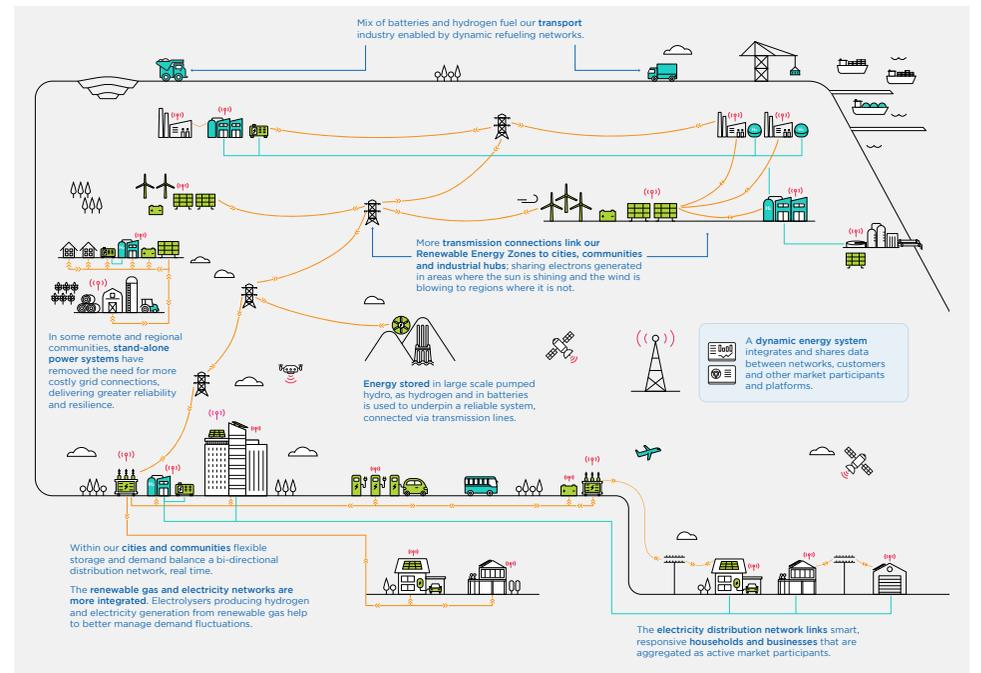 Mix of batteries and hydrogen fuel our transport
industry enabled by dynamic refueling networks.
More transmission connections link our
Renewable Energy Zones to cities, communities
and industrial hubs; sharing electrons generated
in areas where the sun is shining and the wind is
blowing to regions where it is not.
In some remote and regional
communities, stand-alone
power systems have
removed the need for more
costly grid connections,
delivering greater reliability
and resilience.
Energy stored in large scale pumped
hydro, as hydrogen and in batteries
is used to underpin a reliable system,
connected via transmission lines.
A dynamic energy system
integrates and shares data
between networks, customers
and other market participants
and platforms.
Within our cities and communities flexible
storage and demand balance a bi-directional
distribution network, real time.
The renewable gas and electricity networks are
more integrated. Electrolysers producing hydrogen
and electricity generation from renewable gas help
to better manage demand fluctuations.
The electricity distribution network links smart,
responsive households and businesses that are
aggregated as active market participants.